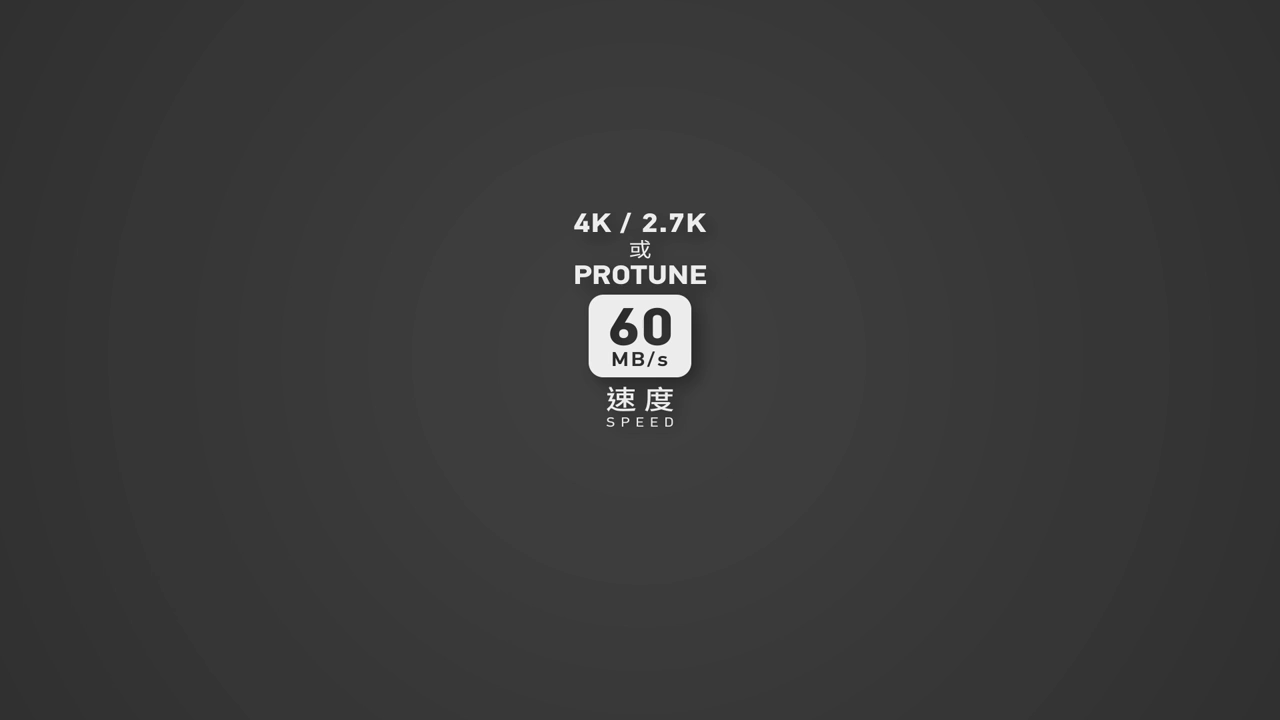 4K / 2.7K
或
PROTUNE
60
MB/s
速度
SPEED